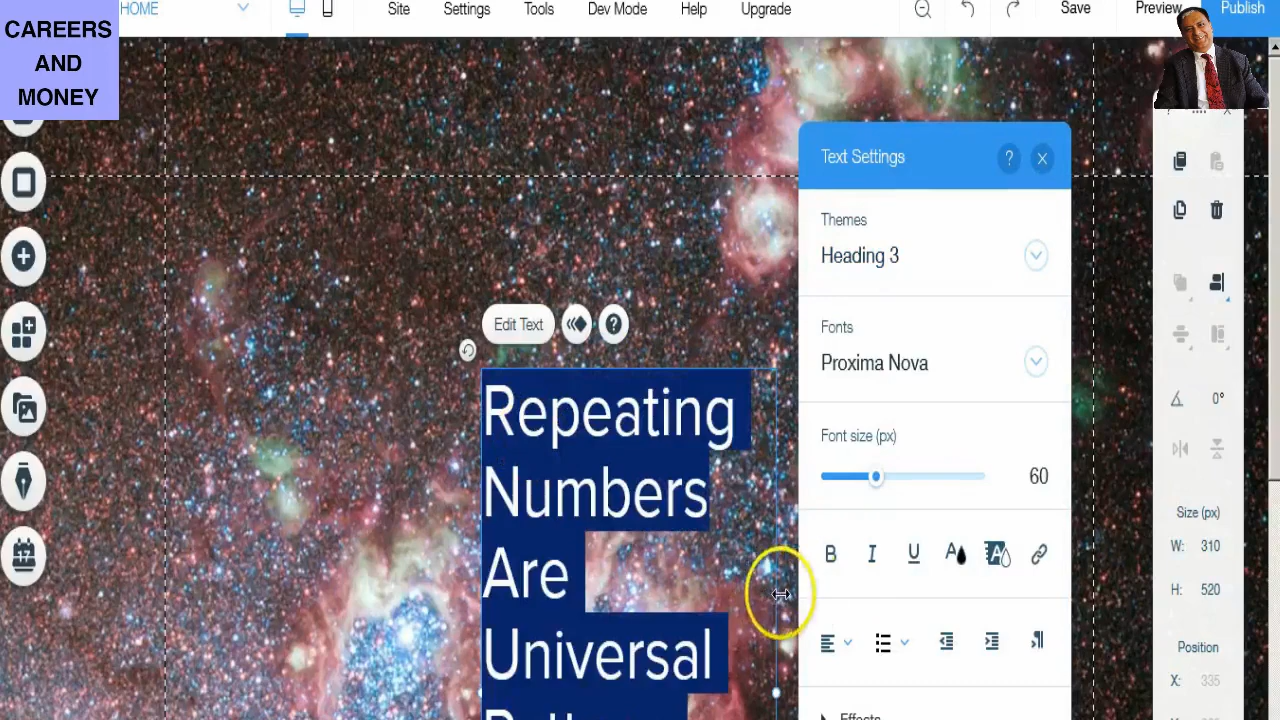 CAREERS
AND
MONEY
HOME
Site Settings Tools Dev Mode Help Upgrade
Save Preview Publish
Text Settings ? ×
Themes
Heading 3
Fonts
Proxima Nova
Font size (px)
60
B I U A A
Effects
Edit Text ?
Repeating
Numbers
Are
Universal
17
0°
Size (px)
W: 310
H: 520
Position
X: 335